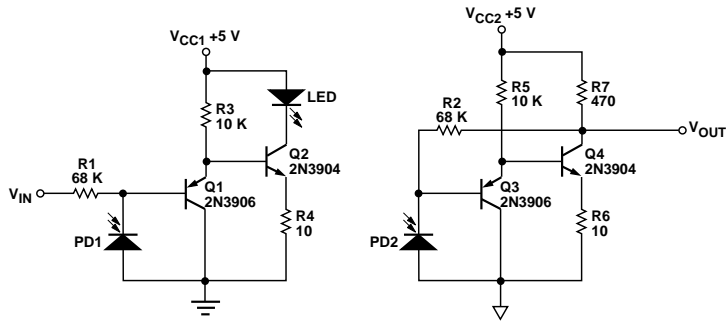 VCC1 +5 V
LED
R3
10 K
Q2
2N3904
R1
68 K
VIN
Q1
2N3906
PD1
R4
10
VCC2 +5 V
R5
10 K
R7
470
R2
68 K
VOUT
Q4
2N3904
Q3
2N3906
PD2
R6
10